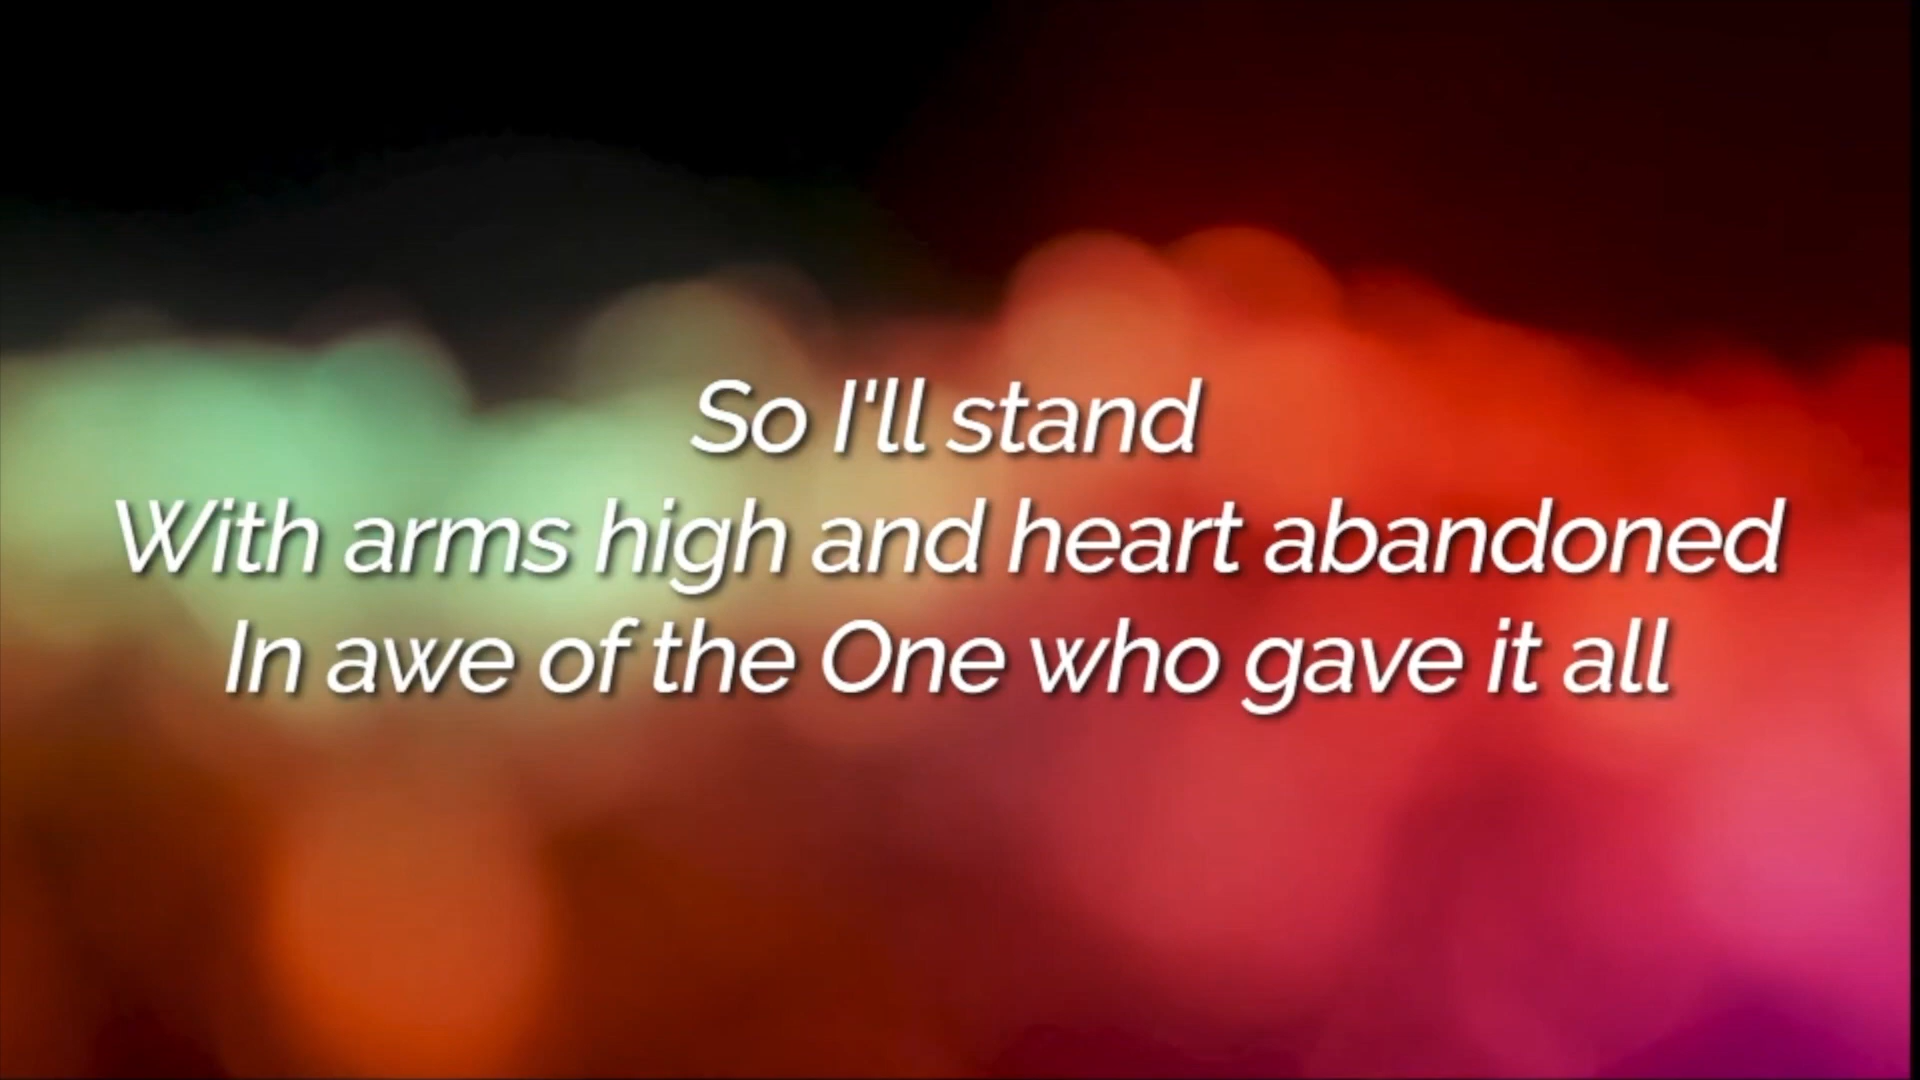 So I'll stand
With arms high and heart abandoned
In awe of the One who gave it all